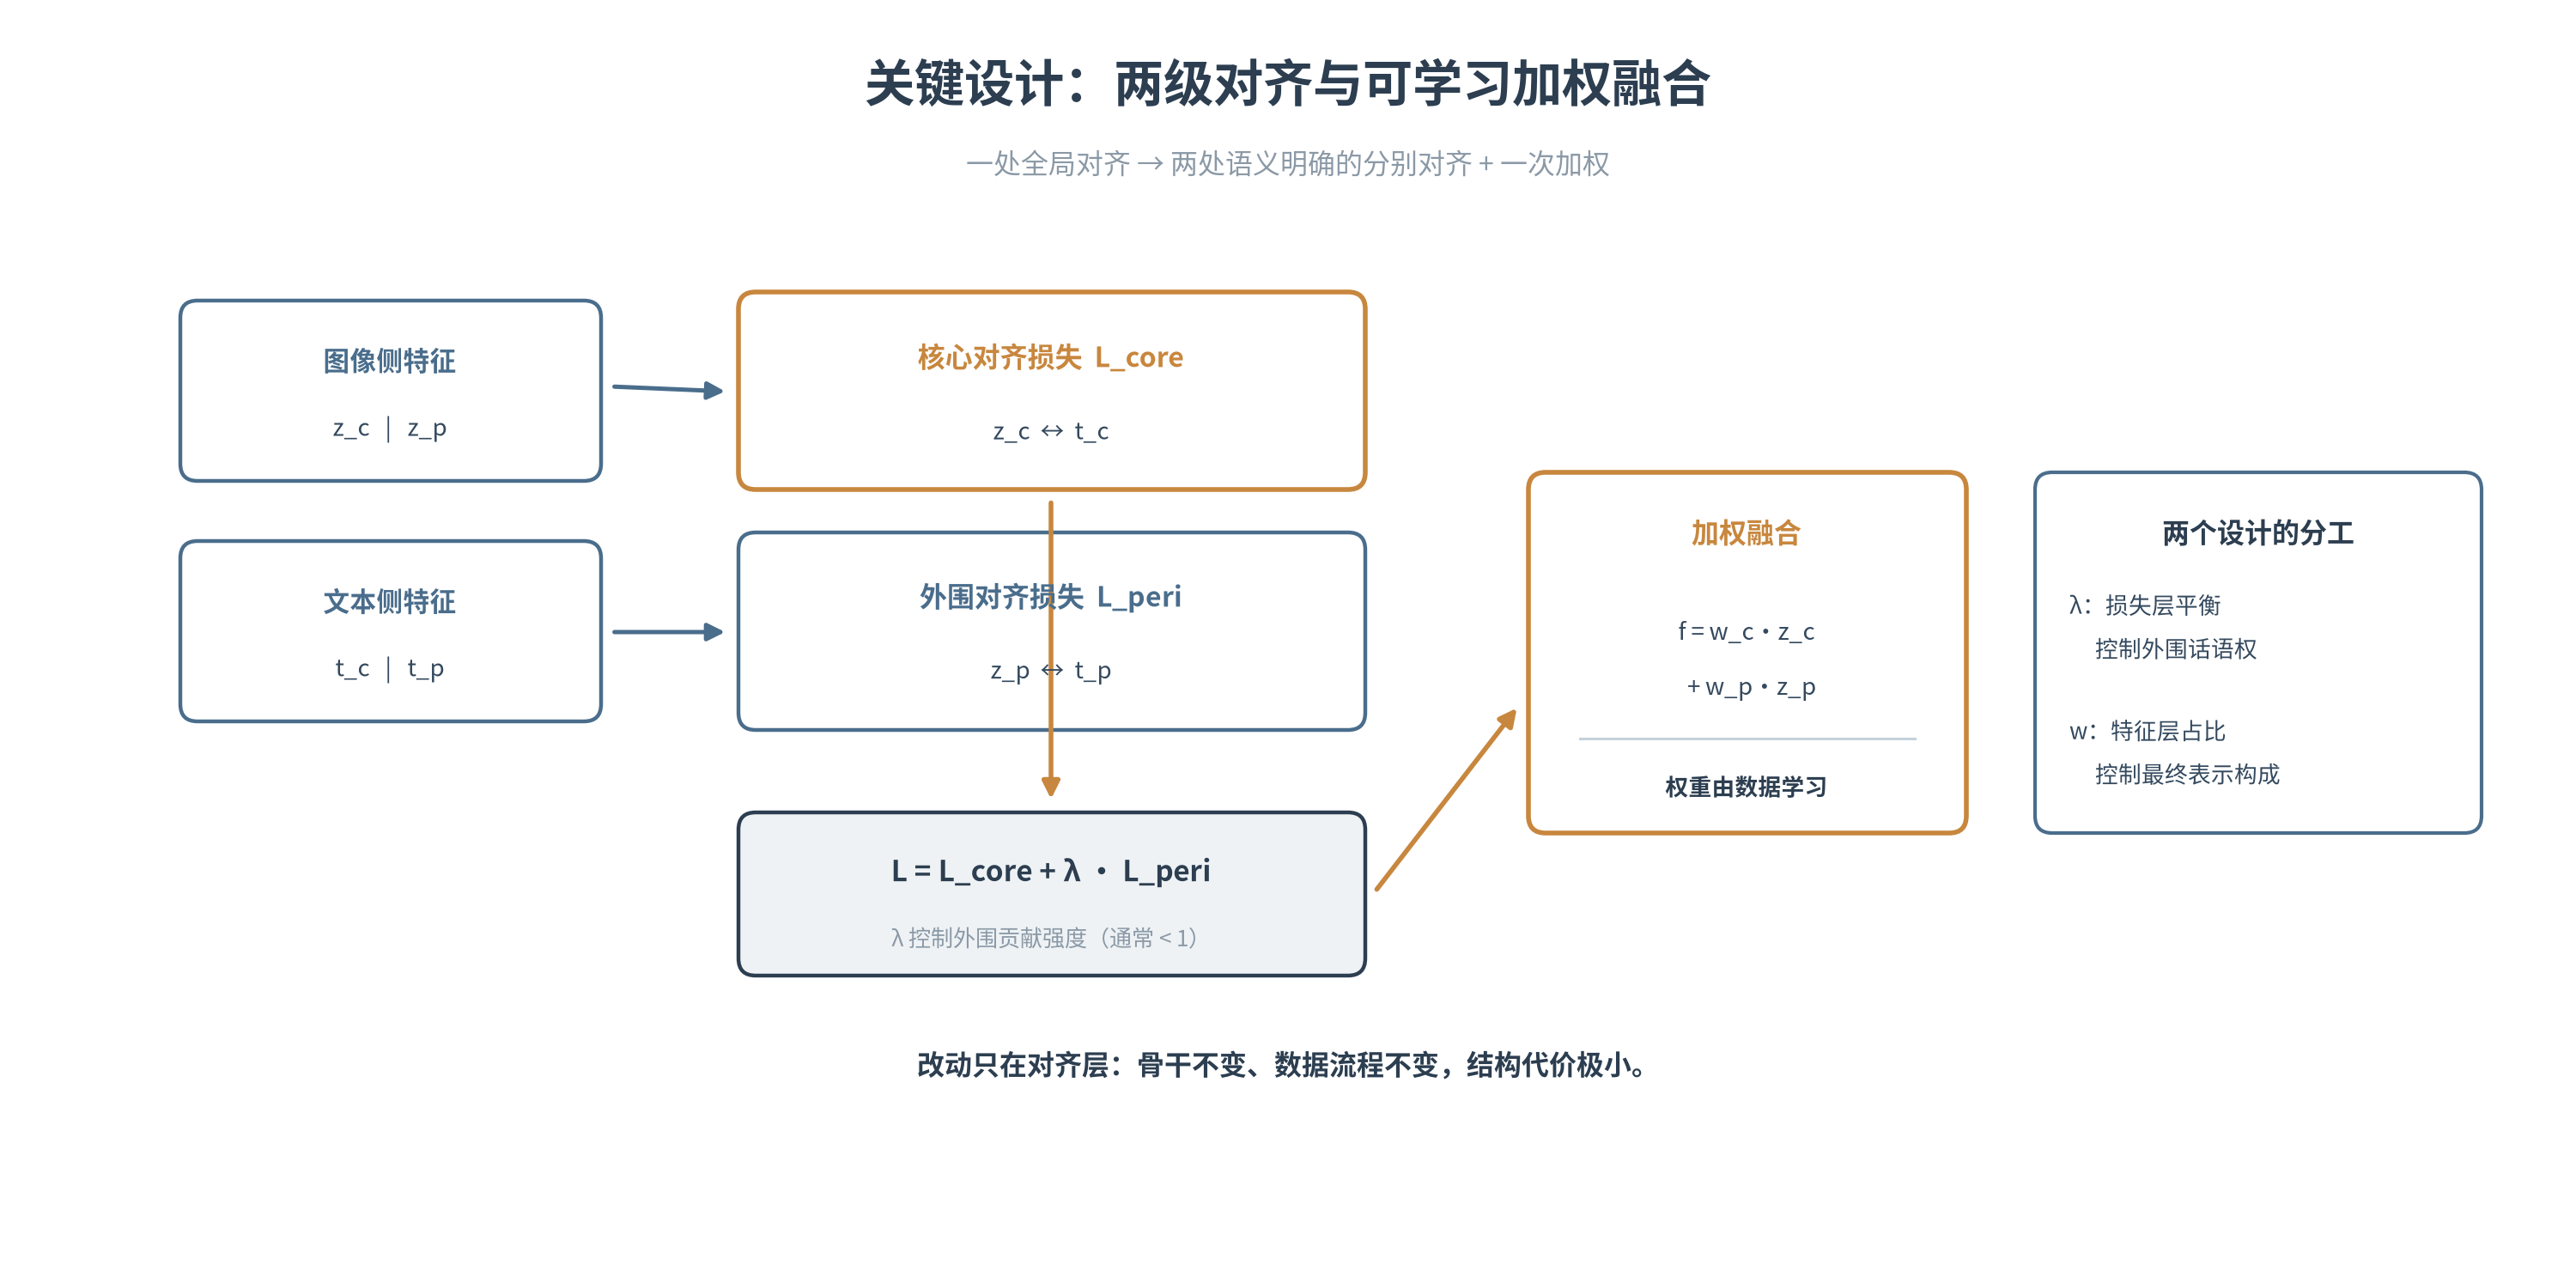 关键设计：两级对齐与可学习加权融合
一处全局对齐 → 两处语义明确的分别对齐 + 一次加权
图像侧特征
z_c ｜ z_p
文本侧特征
t_c ｜ t_p
核心对齐损失 L_core
z_c ↔ t_c
外围对齐损失 L_peri
z_p ↔ t_p
L = L_core + λ · L_peri
λ 控制外围贡献强度（通常 < 1）
加权融合
f = w_c · z_c
+ w_p · z_p
权重由数据学习
两个设计的分工
λ：损失层平衡
控制外围话语权
w：特征层占比
控制最终表示构成
改动只在对齐层：骨干不变、数据流程不变，结构代价极小。